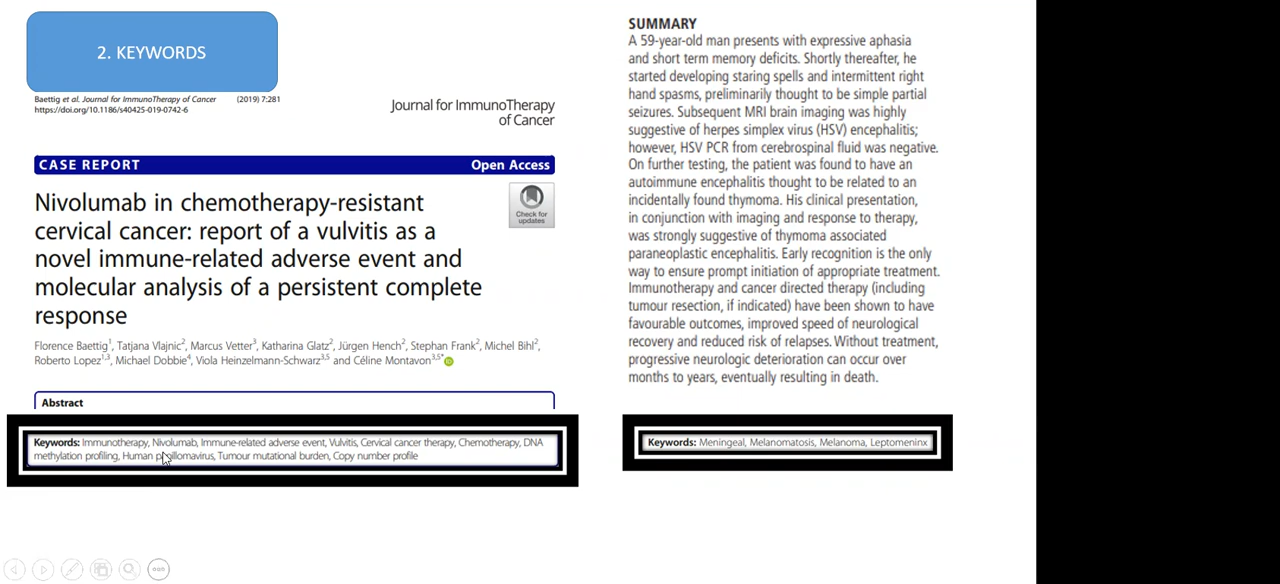 2. KEYWORDS
Baettig et al. Journal for ImmunoTherapy of Cancer (2019) 7:281
https://doi.org/10.1186/s40425-019-0742-6
Journal for ImmunoTherapy
of Cancer
CASE REPORT Open Access
Nivolumab in chemotherapy-resistant
cervical cancer: report of a vulvitis as a
novel immune-related adverse event and
molecular analysis of a persistent complete
response
Check for
updates
Florence Baettig1, Tatjana Vlajnic2, Marcus Vetter3, Katharina Glatz2, Jürgen Hench2, Stephan Frank2, Michel Bihl2,
Roberto Lopez1,3, Michael Dobbie4, Viola Heinzelmann-Schwarz3,5 and Céline Montavon3,5*
Abstract
Keywords: Immunotherapy, Nivolumab, Immune-related adverse event, Vulvitis, Cervical cancer therapy, Chemotherapy, DNA
methylation profiling, Human papillomavirus, Tumour mutational burden, Copy number profile
SUMMARY
A 59-year-old man presents with expressive aphasia
and short term memory deficits. Shortly thereafter, he
started developing staring spells and intermittent right
hand spasms, preliminarily thought to be simple partial
seizures. Subsequent MRI brain imaging was highly
suggestive of herpes simplex virus (HSV) encephalitis;
however, HSV PCR from cerebrospinal fluid was negative.
On further testing, the patient was found to have an
autoimmune encephalitis thought to be related to an
incidentally found thymoma. His clinical presentation,
in conjunction with imaging and response to therapy,
was strongly suggestive of thymoma associated
paraneoplastic encephalitis. Early recognition is the only
way to ensure prompt initiation of appropriate treatment.
Immunotherapy and cancer directed therapy (including
tumour resection, if indicated) have been shown to have
favourable outcomes, improved speed of neurological
recovery and reduced risk of relapses. Without treatment,
progressive neurologic deterioration can occur over
months to years, eventually resulting in death.
Keywords: Meningeal, Melanomatosis, Melanoma, Leptomeninx